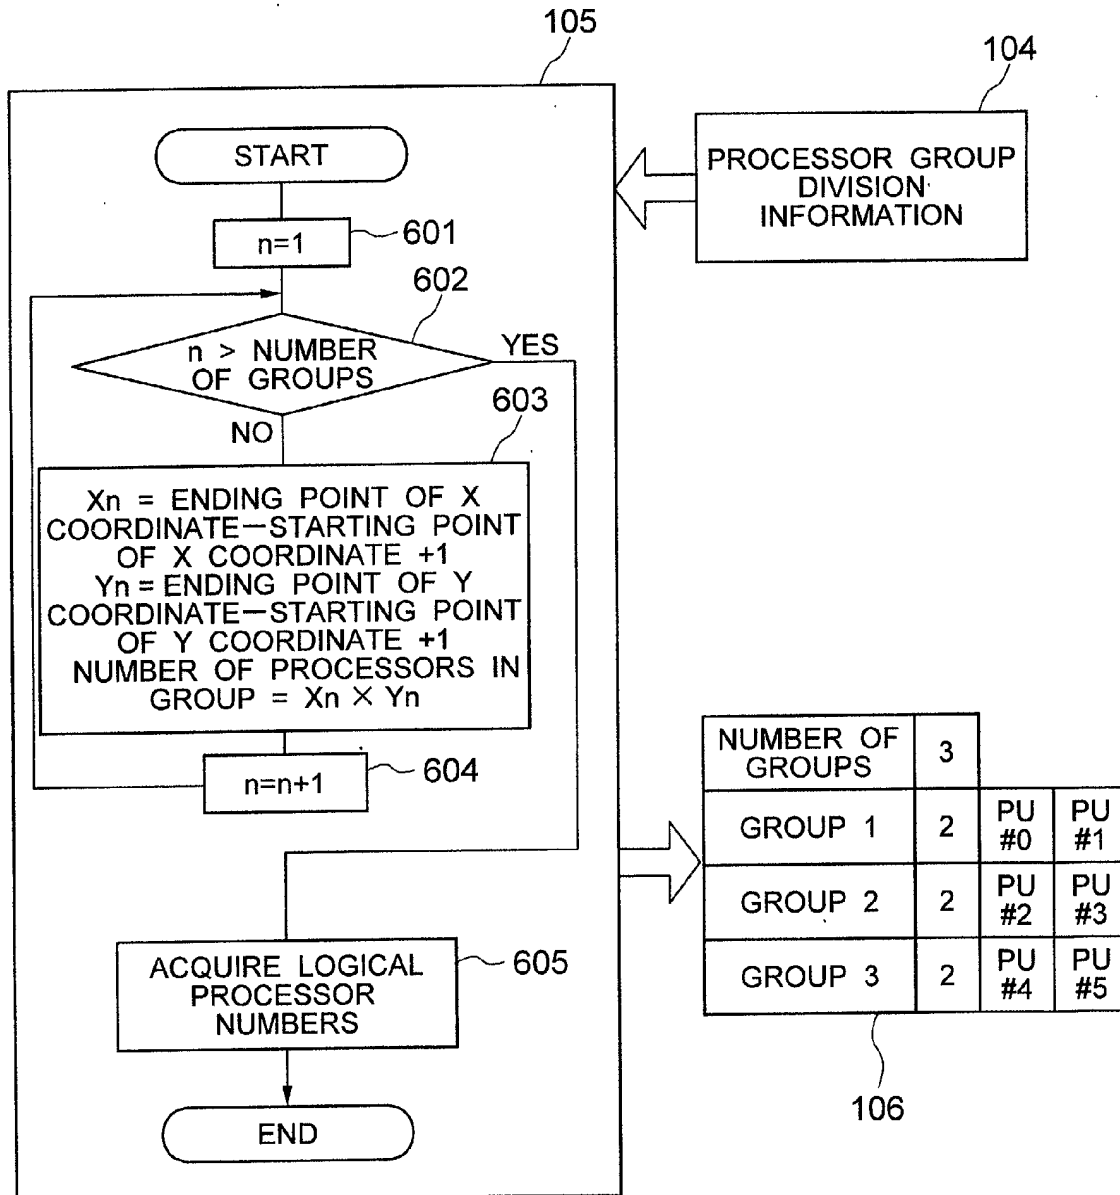 105
104
START
PROCESSOR GROUP
DIVISION
INFORMATION
n=1
601
602
n > NUMBER
OF GROUPS
YES
NO
603
Xn = ENDING POINT OF X
COORDINATE—STARTING POINT
OF X COORDINATE +1
Yn = ENDING POINT OF Y
COORDINATE—STARTING POINT
OF Y COORDINATE +1
NUMBER OF PROCESSORS IN
GROUP = Xn × Yn
n=n+1
604
NUMBER OF
GROUPS
3
GROUP 1
2
PU
#0
PU
#1
GROUP 2
2
PU
#2
PU
#3
GROUP 3
2
PU
#4
PU
#5
106
ACQUIRE LOGICAL
PROCESSOR
NUMBERS
605
END